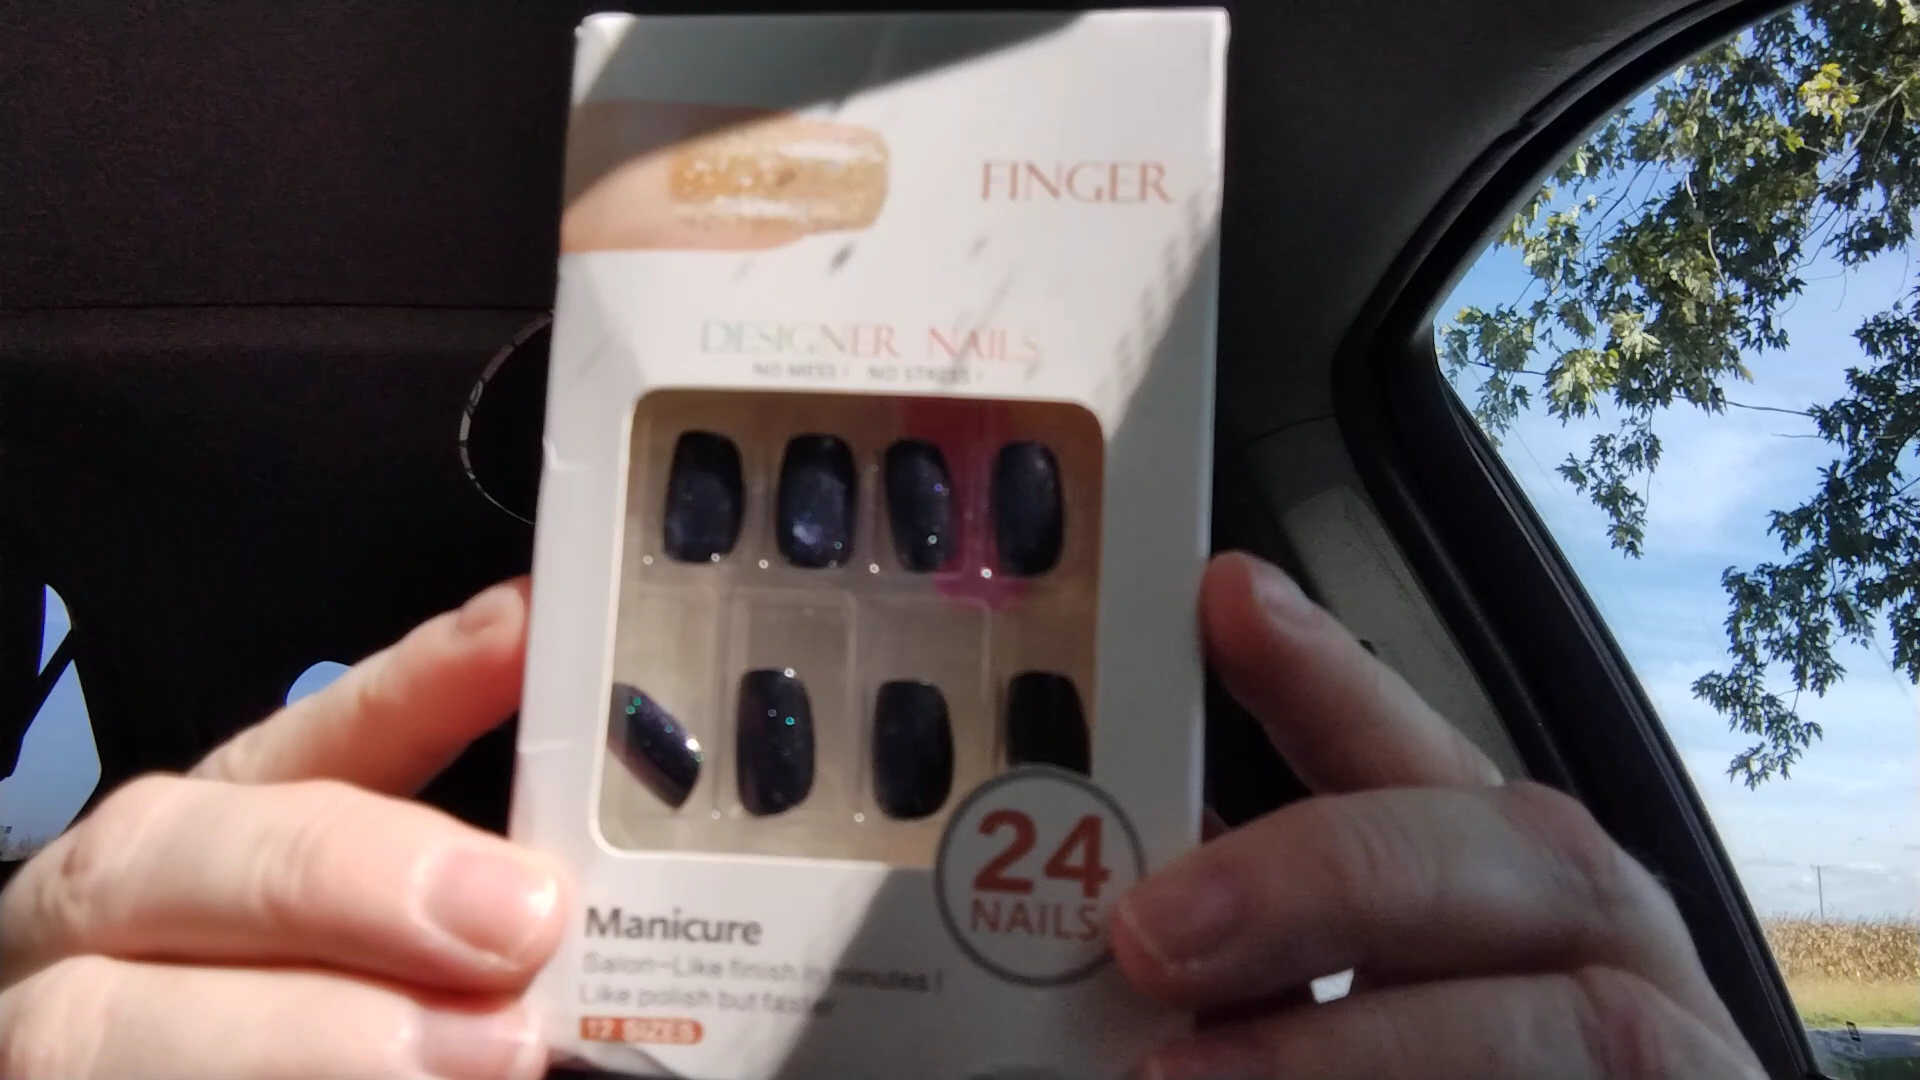 FINGER
DESIGNER NAILS
NO MESS! NO STRESS!
24
NAILS
Manicure
Salon-Like finish in minutes!
Like polish but faster
12 SIZES